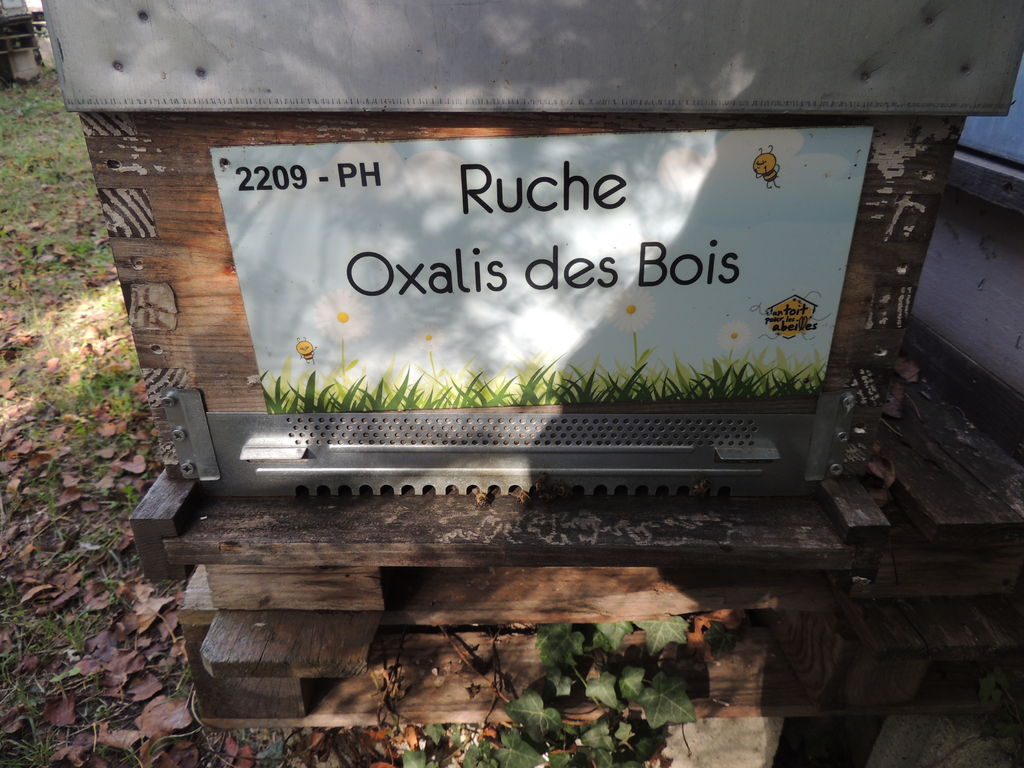 2209 - PH
Ruche
Oxalis des Bois
un toit
pour les
abeilles